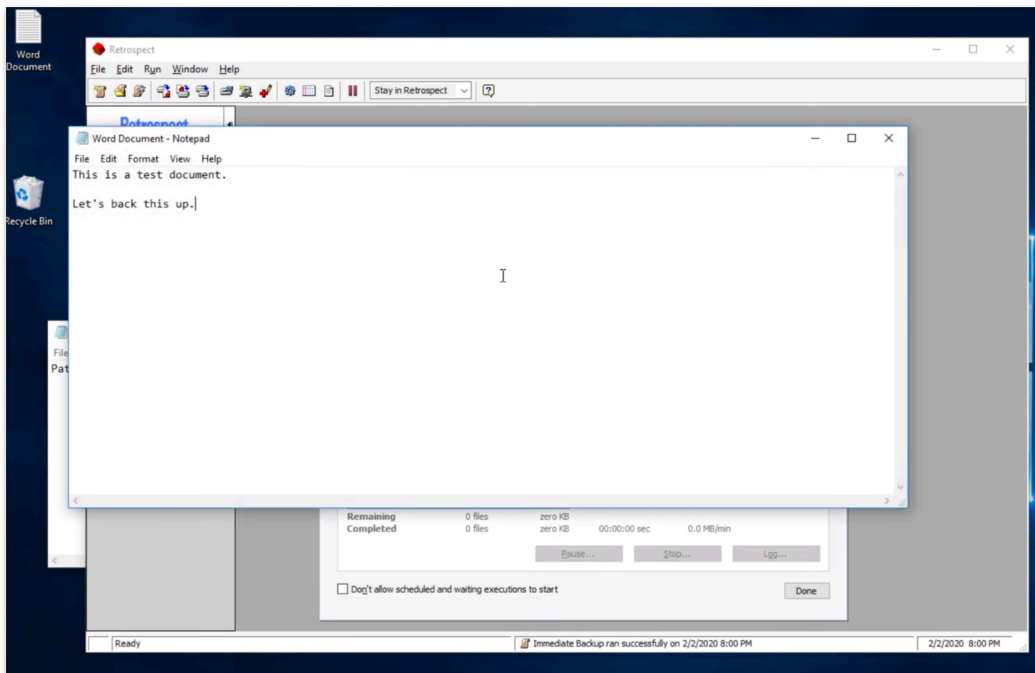 Word
Document
Recycle Bin
Retrospect
File Edit Run Window Help
Stay in Retrospect
Retrospect
Word Document - Notepad
File Edit Format View Help
This is a test document.
Let's back this up.
File
Pat
Remaining 0 files zero KB
Completed 0 files zero KB 00:00:00 sec 0.0 MB/min
Pause... Stop... Log...
Don't allow scheduled and waiting executions to start
Done
Ready
Immediate Backup ran successfully on 2/2/2020 8:00 PM
2/2/2020 8:00 PM